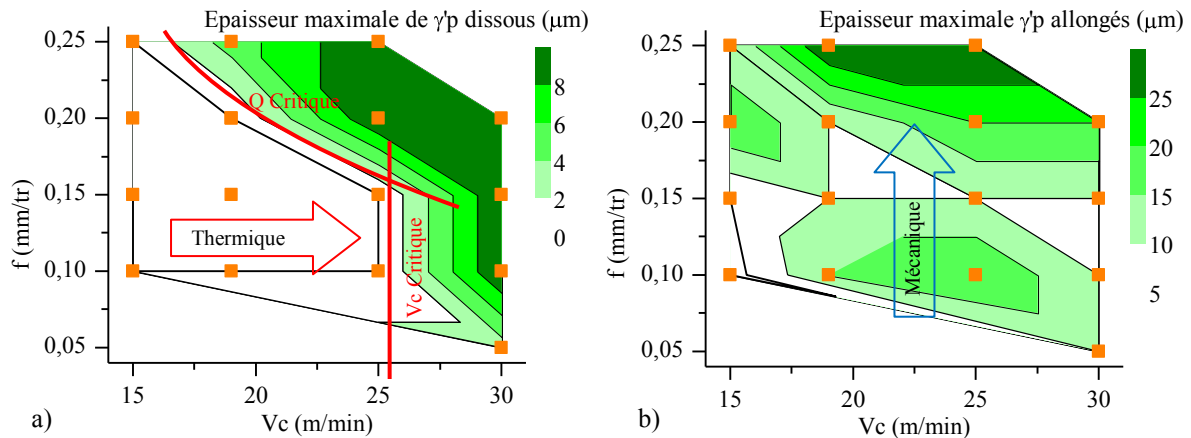 Epaisseur maximale de γ'p dissous (μm)
0,25
0,20
0,15
0,10
0,05
f (mm/tr)
15
20
25
30
Vc (m/min)
8
6
4
2
0
Q Critique
Thermique
Vc Critique
a)
Epaisseur maximale γ'p allongés (μm)
0,25
0,20
0,15
0,10
0,05
f (mm/tr)
15
20
25
30
Vc (m/min)
25
20
15
10
5
Mécanique
b)